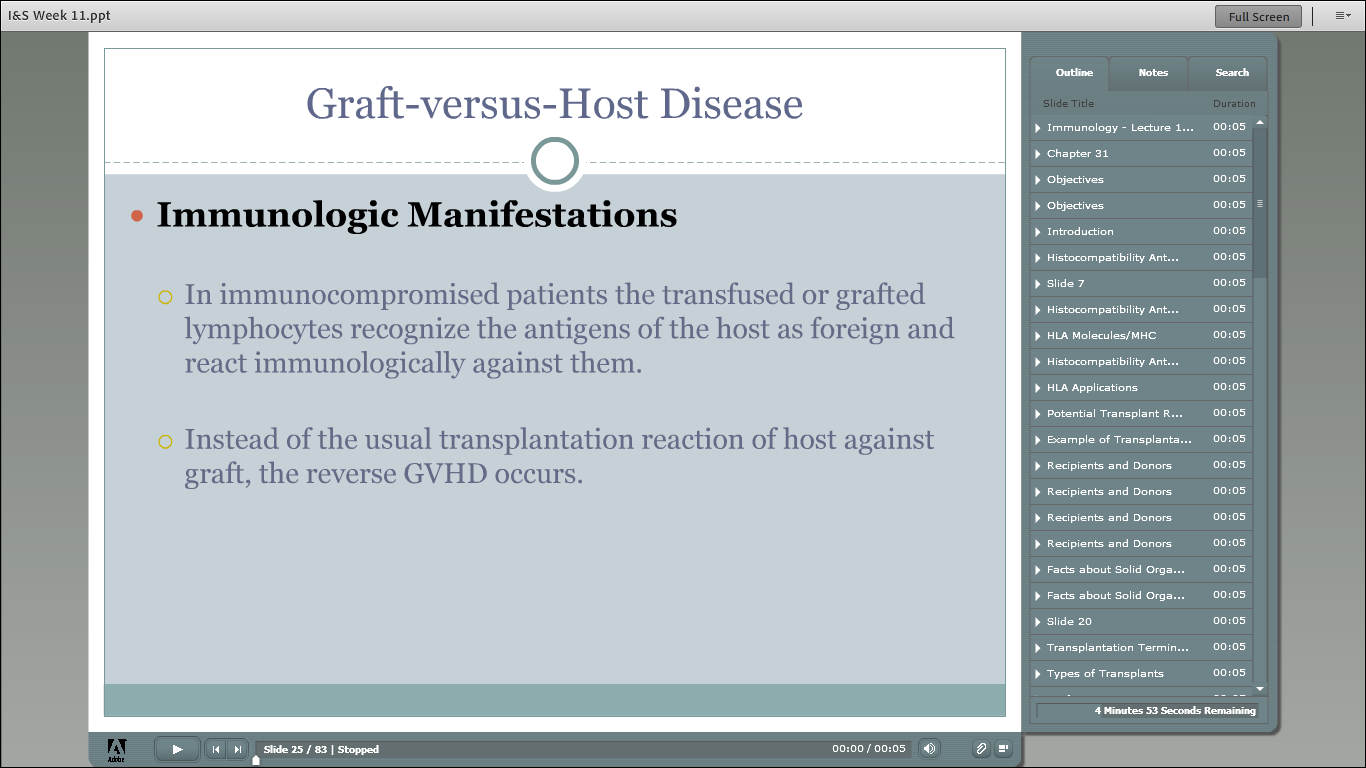 I&S Week 11.ppt
Full Screen
Graft-versus-Host Disease
Immunologic Manifestations
In immunocompromised patients the transfused or grafted
lymphocytes recognize the antigens of the host as foreign and
react immunologically against them.
Instead of the usual transplantation reaction of host against
graft, the reverse GVHD occurs.
Outline Notes Search
Slide Title Duration
Immunology - Lecture 1... 00:05
Chapter 31 00:05
Objectives 00:05
Objectives 00:05
Introduction 00:05
Histocompatibility Ant... 00:05
Slide 7 00:05
Histocompatibility Ant... 00:05
HLA Molecules/MHC 00:05
Histocompatibility Ant... 00:05
HLA Applications 00:05
Potential Transplant R... 00:05
Example of Transplanta... 00:05
Recipients and Donors 00:05
Recipients and Donors 00:05
Recipients and Donors 00:05
Recipients and Donors 00:05
Facts about Solid Orga... 00:05
Facts about Solid Orga... 00:05
Slide 20 00:05
Transplantation Termin... 00:05
Types of Transplants 00:05
4 Minutes 53 Seconds Remaining
Adobe
Slide 25 / 83 | Stopped
00:00 / 00:05